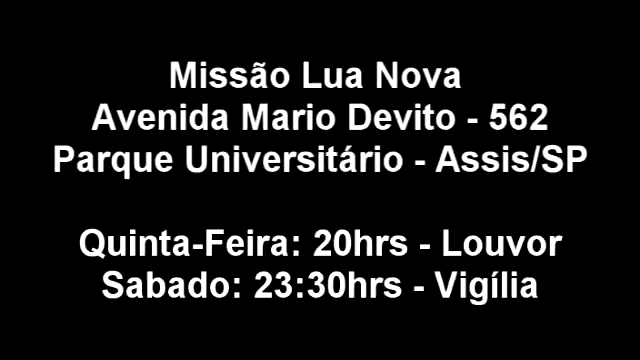 Missão Lua Nova
Avenida Mario Devito - 562
Parque Universitário - Assis/SP
Quinta-Feira: 20hrs - Louvor
Sabado: 23:30hrs - Vigília